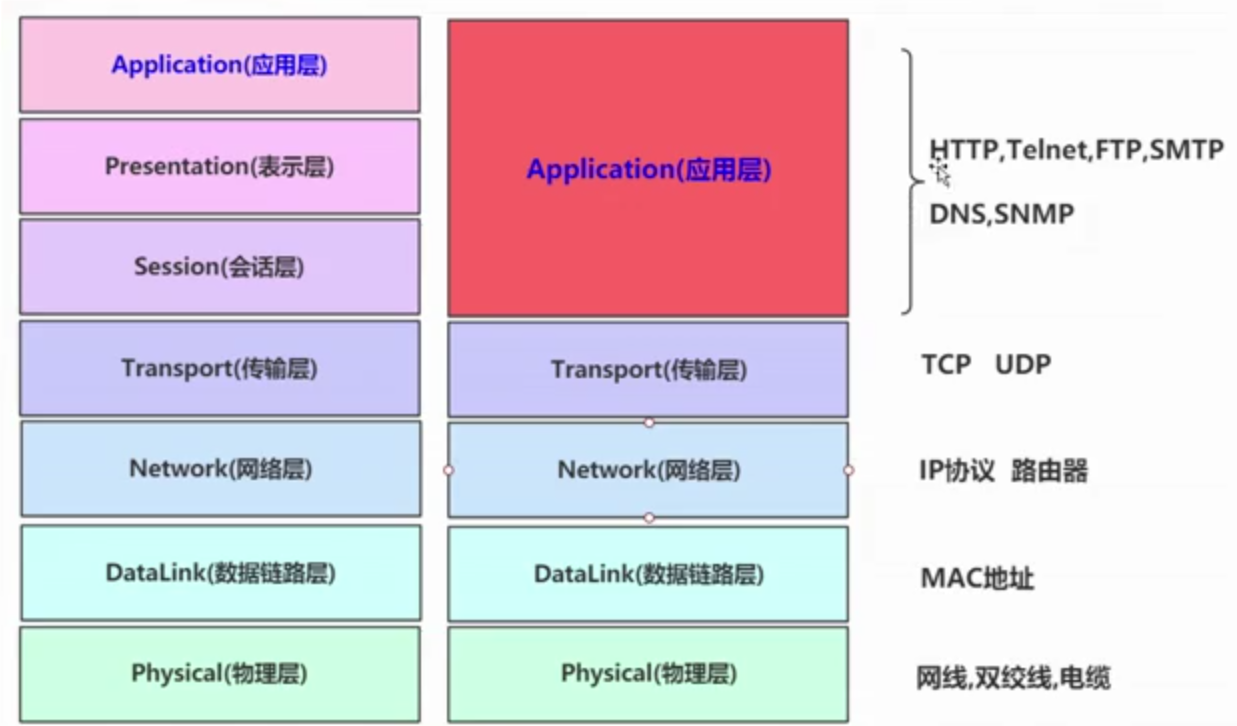 Application(应用层)
Presentation(表示层)
Session(会话层)
Transport(传输层)
Network(网络层)
DataLink(数据链路层)
Physical(物理层)
Application(应用层)
Transport(传输层)
Network(网络层)
DataLink(数据链路层)
Physical(物理层)
HTTP,Telnet,FTP,SMTP
DNS,SNMP
TCP UDP
IP协议 路由器
MAC地址
网线,双绞线,电缆